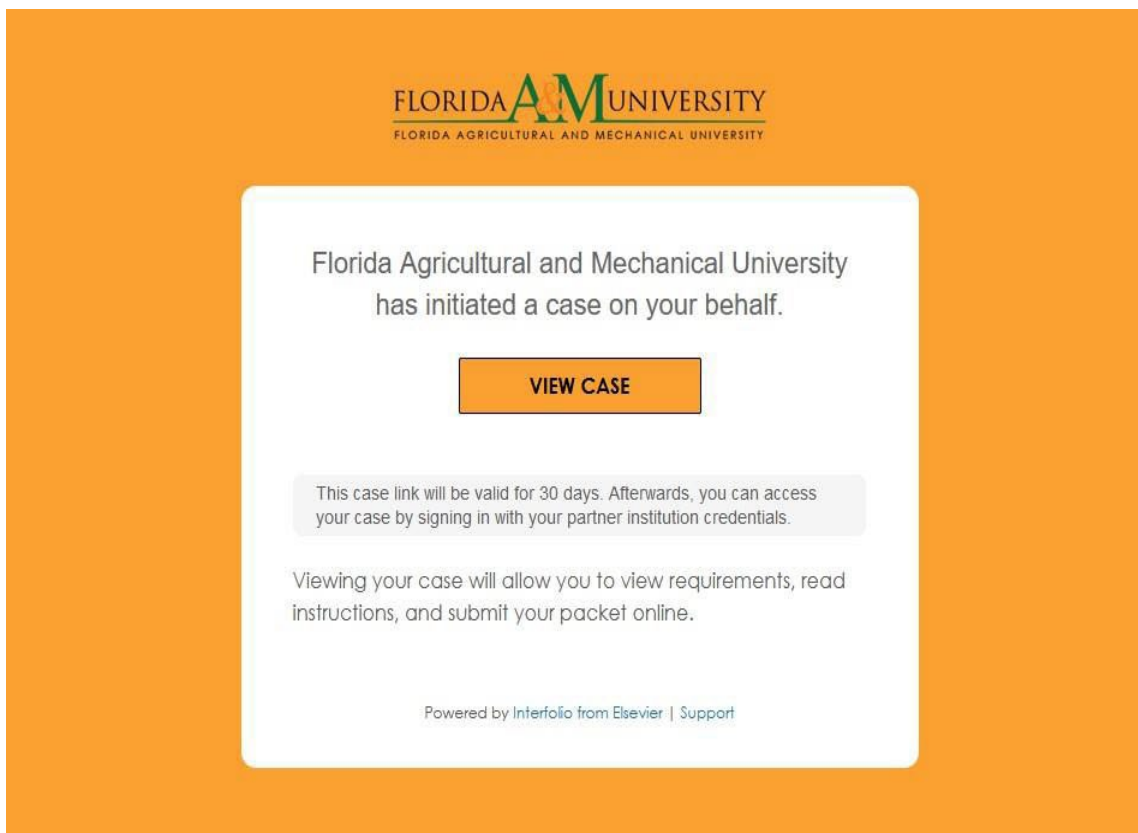 FLORIDA A&M UNIVERSITY
FLORIDA AGRICULTURAL AND MECHANICAL UNIVERSITY
Florida Agricultural and Mechanical University
has initiated a case on your behalf.
VIEW CASE
This case link will be valid for 30 days. Afterwards, you can access
your case by signing in with your partner institution credentials.
Viewing your case will allow you to view requirements, read
instructions, and submit your packet online.
Powered by Interfolio from Elsevier | Support